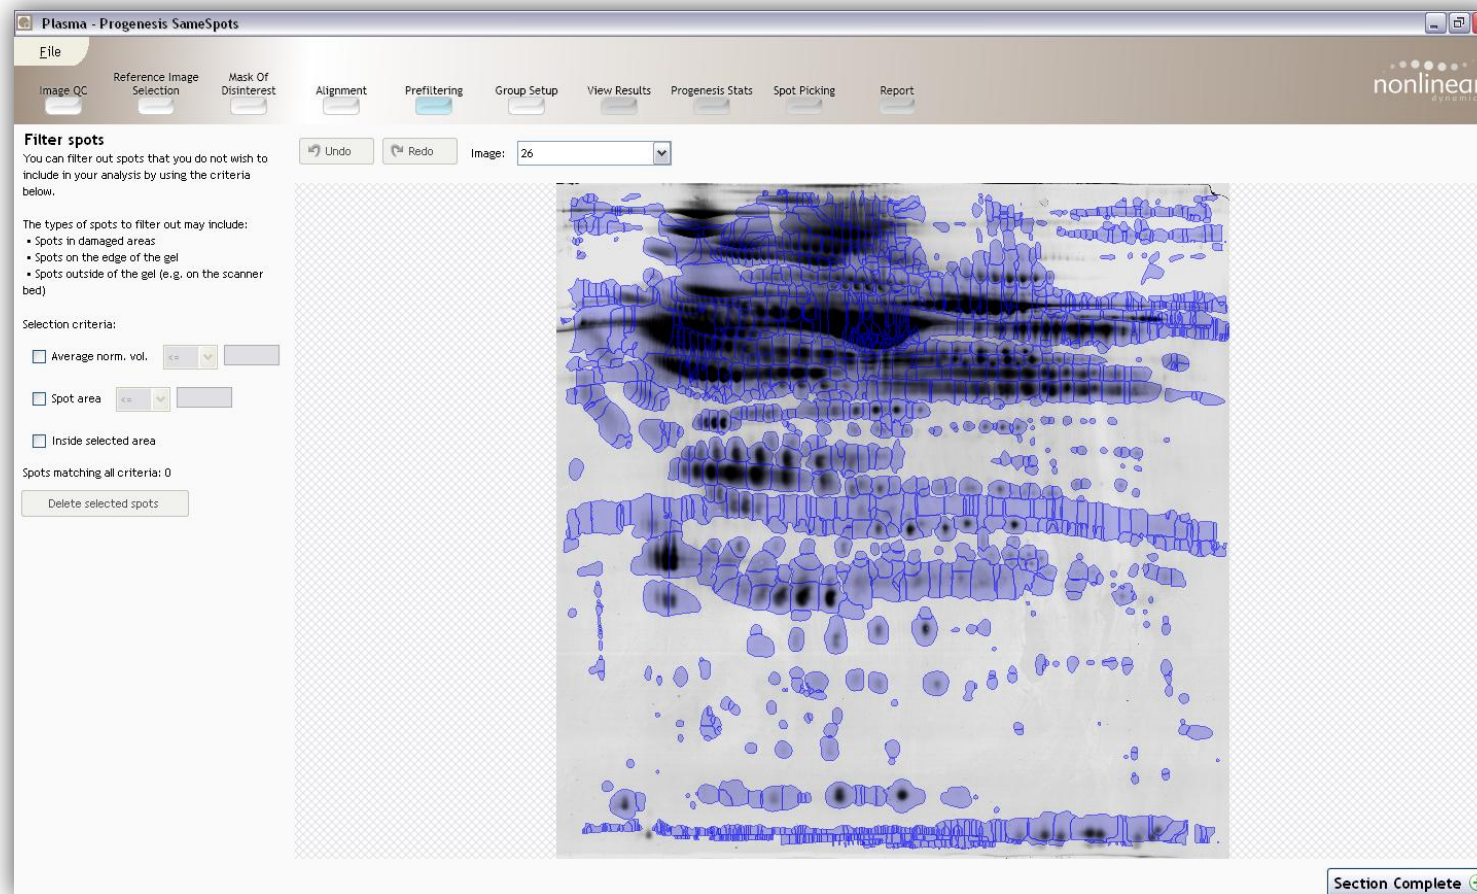 Plasma - Progenesis SameSpots
File
Image QC
Reference Image
Selection
Mask Of
Disinterest
Alignment
Prefiltering
Group Setup
View Results
Progenesis Stats
Spot Picking
Report
nonlinear
dynamic
Filter spots
You can filter out spots that you do not wish to
include in your analysis by using the criteria
below.
The types of spots to filter out may include:
▪ Spots in damaged areas
▪ Spots on the edge of the gel
▪ Spots outside of the gel (e.g. on the scanner
bed)
Selection criteria:
Average norm. vol. <=
Spot area <=
Inside selected area
Spots matching all criteria: 0
Delete selected spots
Undo
Redo
Image: 26
Section Complete